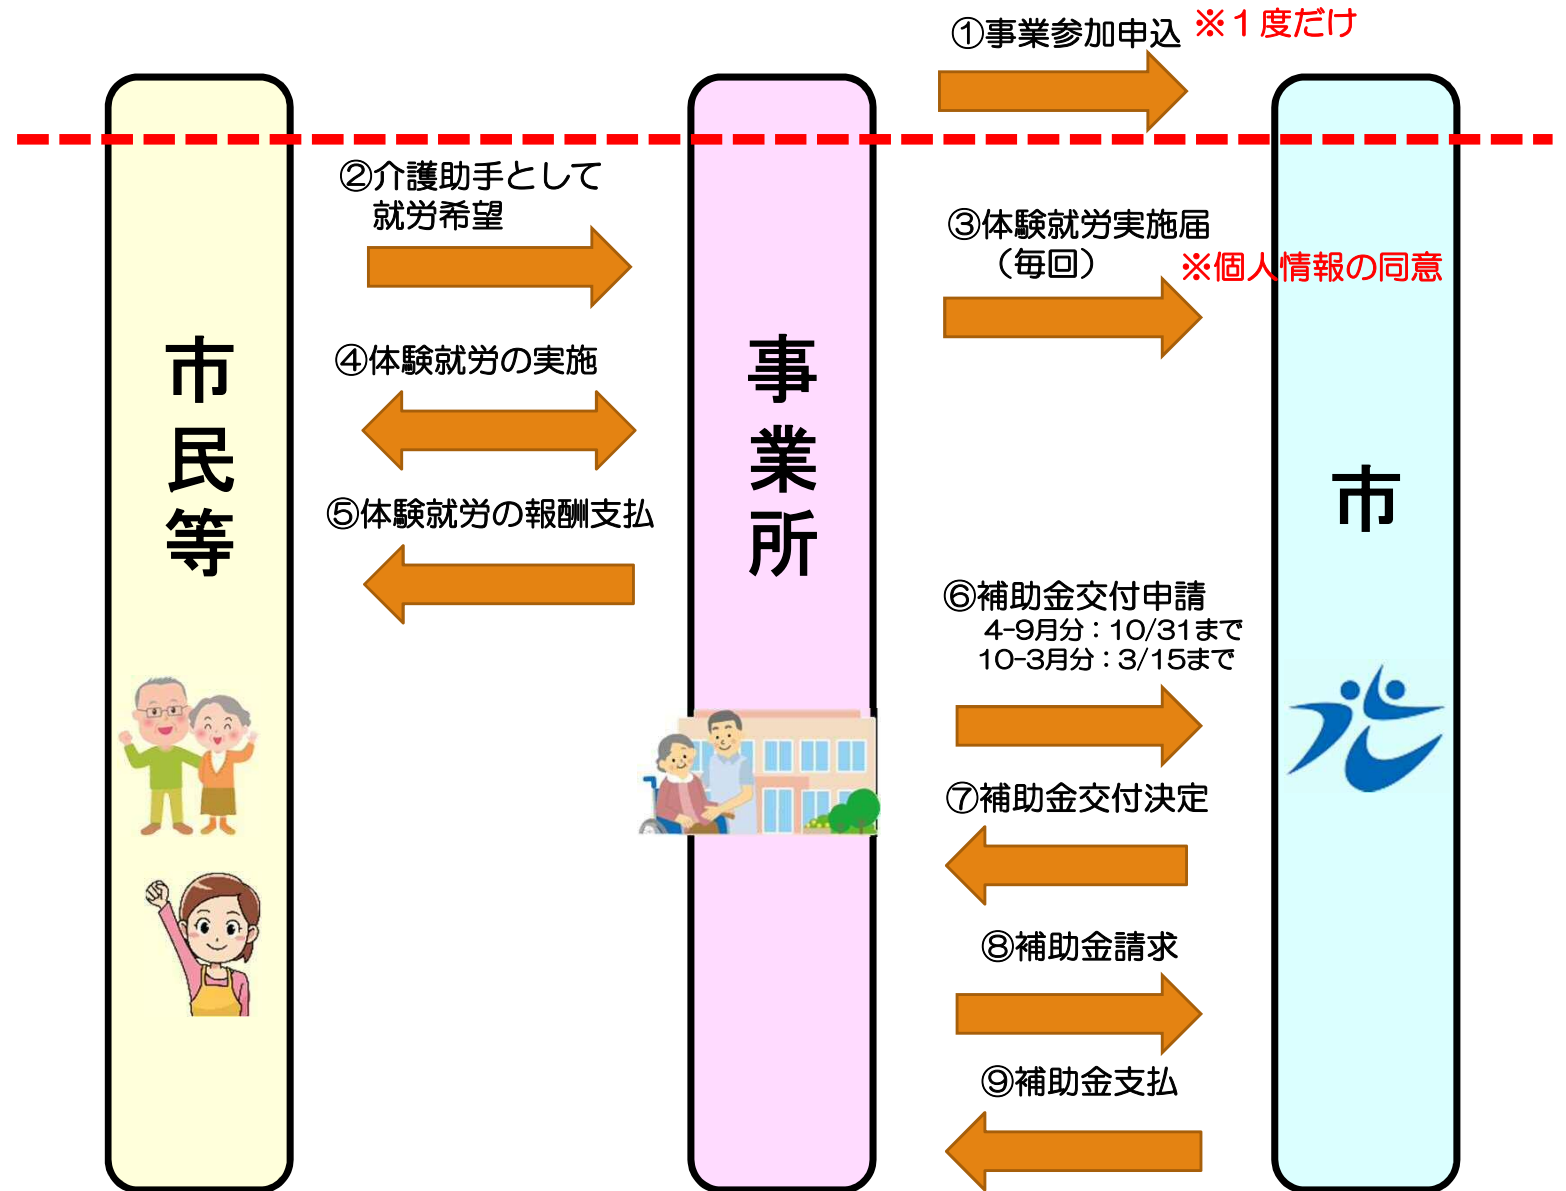 ①事業参加申込 ※１度だけ
②介護助手として
就労希望
③体験就労実施届
（毎回）
※個人情報の同意
④体験就労の実施
⑤体験就労の報酬支払
⑥補助金交付申請
4-9月分：10/31まで
10-3月分：3/15まで
⑦補助金交付決定
⑧補助金請求
⑨補助金支払
市民等
事業所
市